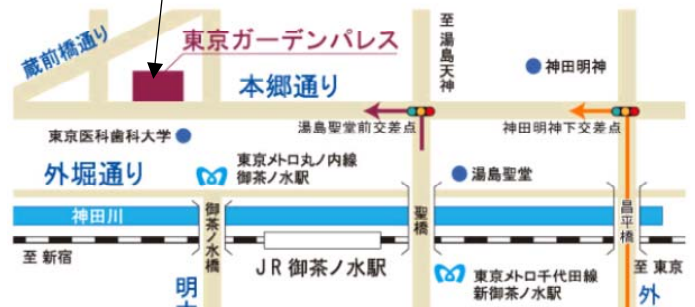 蔵前橋通り
東京ガーデンパレス
至
湯島天神
神田明神
本郷通り
湯島聖堂前交差点
神田明神下交差点
東京医科歯科大学
外堀通り
東京メトロ丸ノ内線
御茶ノ水駅
湯島聖堂
神田川
御茶ノ水橋
聖橋
昌平橋
至 新宿
JR 御茶ノ水駅
至 東京
東京メトロ千代田線
新御茶ノ水駅
明
外